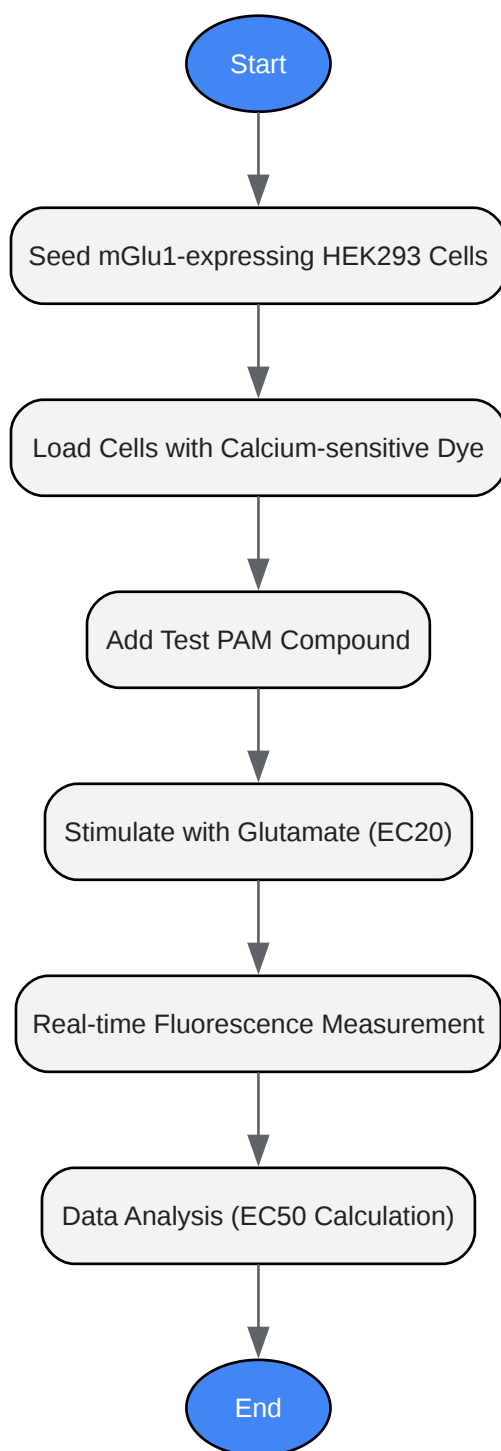 Start
Seed mGlu1-expressing HEK293 Cells
Load Cells with Calcium-sensitive Dye
Add Test PAM Compound
Stimulate with Glutamate (EC20)
Real-time Fluorescence Measurement
Data Analysis (EC50 Calculation)
End